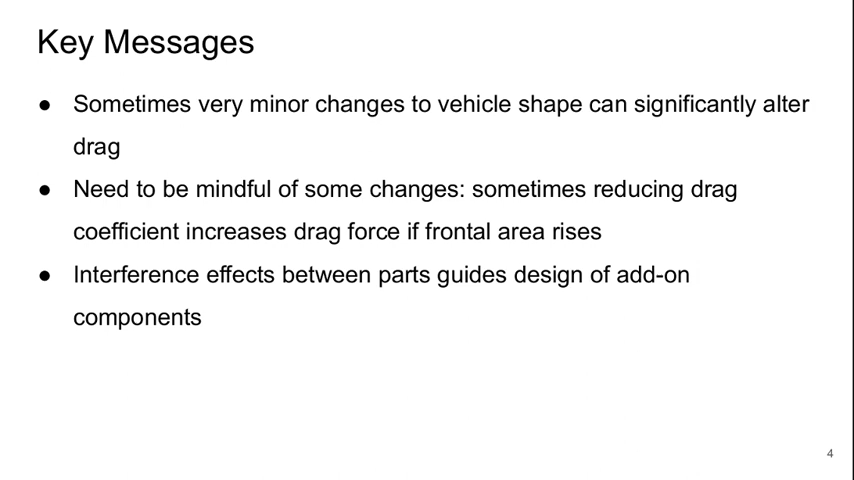 Key Messages
● Sometimes very minor changes to vehicle shape can significantly alter
drag
● Need to be mindful of some changes: sometimes reducing drag
coefficient increases drag force if frontal area rises
● Interference effects between parts guides design of add-on
components
4